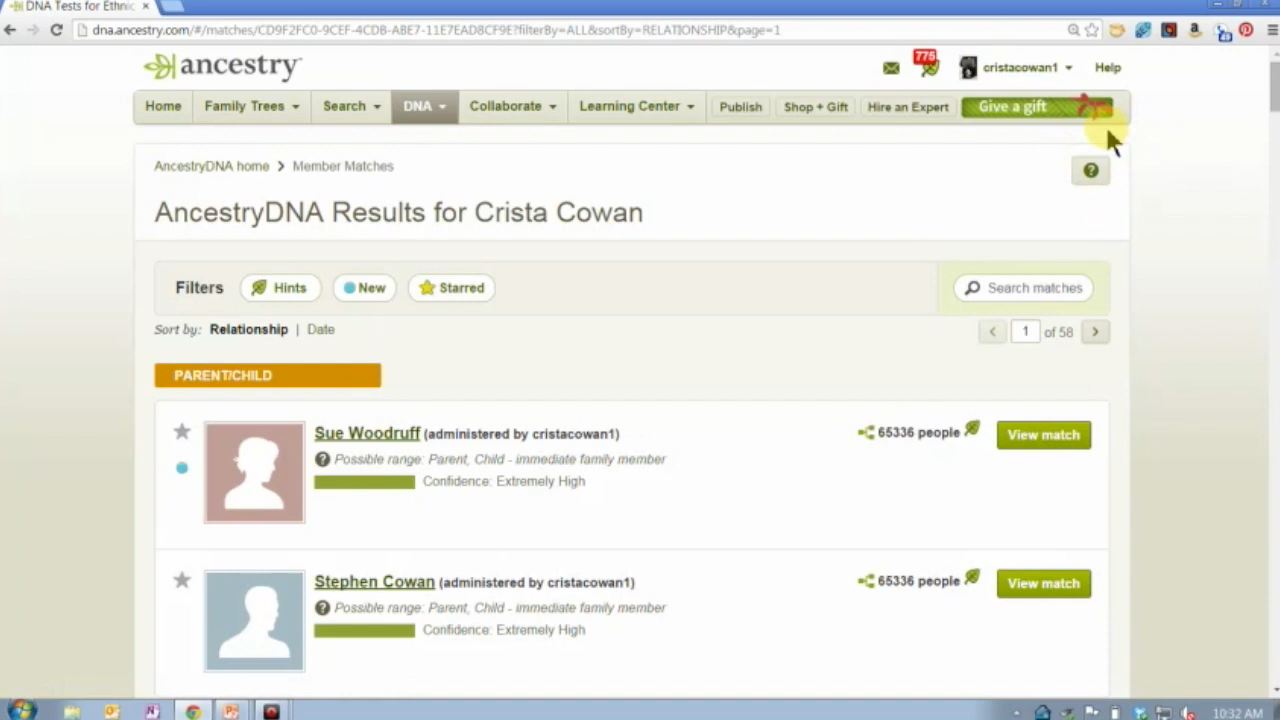 DNA Tests for Ethnic
dna.ancestry.com/#/matches/CD9F2FC0-9CEF-4CDB-ABE7-11E7EAD8CF9E?filterBy=ALL&sortBy=RELATIONSHIP&page=1
ancestry
775
cristacowan1
Help
Home
Family Trees
Search
DNA
Collaborate
Learning Center
Publish
Shop + Gift
Hire an Expert
Give a gift
AncestryDNA home > Member Matches
?
AncestryDNA Results for Crista Cowan
Filters
Hints
New
Starred
Search matches
Sort by: Relationship | Date
< 1 of 58 >
PARENT/CHILD
Sue Woodruff (administered by cristacowan1)
65336 people
View match
? Possible range: Parent, Child - immediate family member
Confidence: Extremely High
Stephen Cowan (administered by cristacowan1)
65336 people
View match
? Possible range: Parent, Child - immediate family member
Confidence: Extremely High
10:32 AM